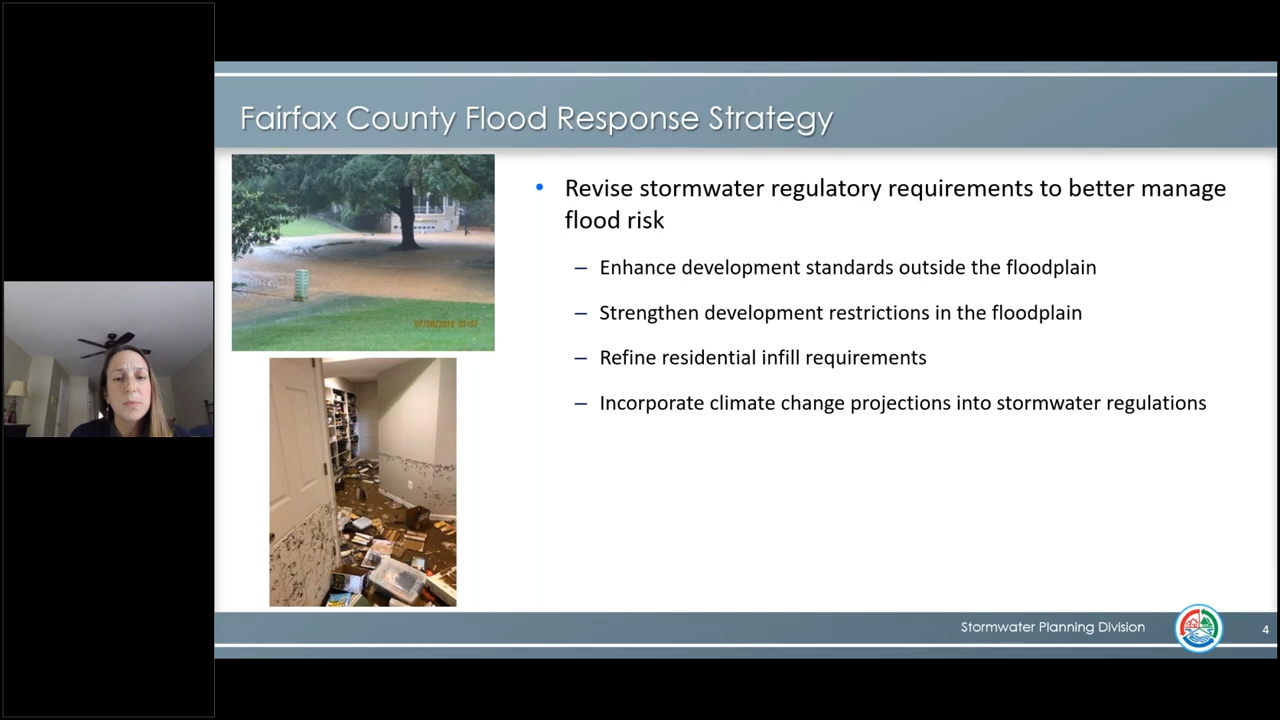 Fairfax County Flood Response Strategy
• Revise stormwater regulatory requirements to better manage
flood risk
– Enhance development standards outside the floodplain
– Strengthen development restrictions in the floodplain
– Refine residential infill requirements
– Incorporate climate change projections into stormwater regulations
Stormwater Planning Division
4